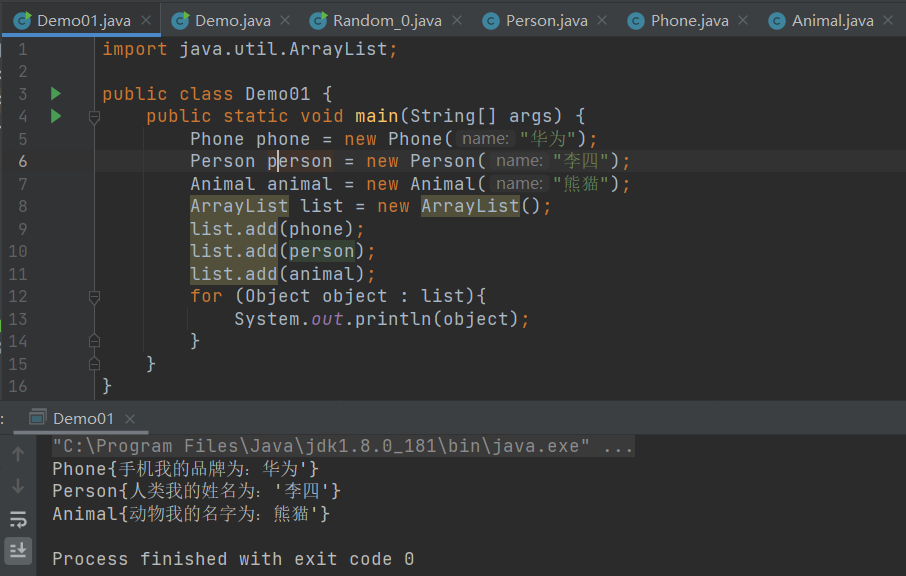 Demo01.java Demo.java Random_0.java Person.java Phone.java Animal.java
1 import java.util.ArrayList;
2
3 public class Demo01 {
4 public static void main(String[] args) {
5 Phone phone = new Phone( name: "华为");
6 Person person = new Person( name: "李四");
7 Animal animal = new Animal( name: "熊猫");
8 ArrayList list = new ArrayList();
9 list.add(phone);
10 list.add(person);
11 list.add(animal);
12 for (Object object : list){
13 System.out.println(object);
14 }
15 }
16 }
: Demo01
"C:\Program Files\Java\jdk1.8.0_181\bin\java.exe" ...
Phone{手机我的品牌为: 华为'}
Person{人类我的姓名为: '李四'}
Animal{动物我的名字为: 熊猫'}
Process finished with exit code 0